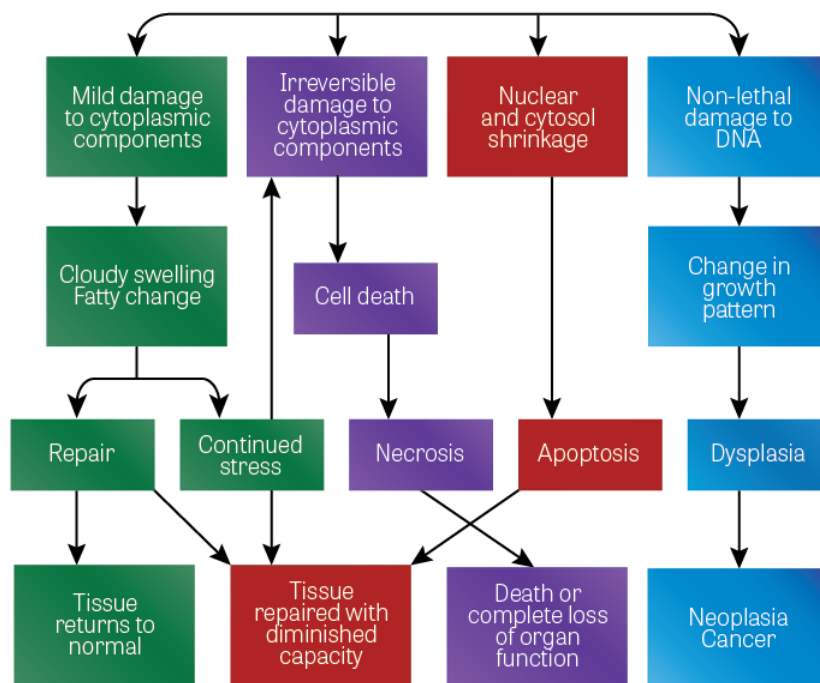 Mild damage
to cytoplasmic
components
Irreversible
damage to
cytoplasmic
components
Nuclear
and cytosol
shrinkage
Non-lethal
damage to
DNA
Cloudy swelling
Fatty change
Cell death
Change in
growth
pattern
Repair
Continued
stress
Necrosis
Apoptosis
Dysplasia
Tissue
returns to
normal
Tissue
repaired with
diminished
capacity
Death or
complete loss
of organ
function
Neoplasia
Cancer